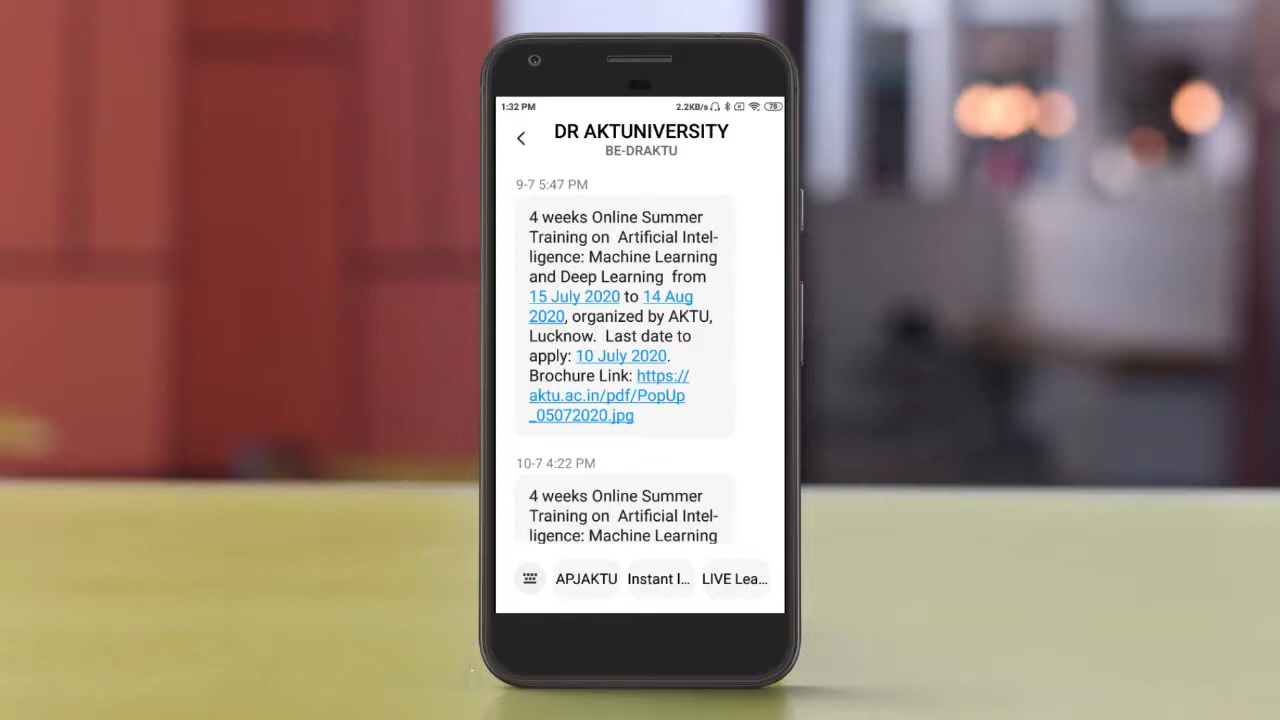 1:32 PM 2.2KB/s 78
DR AKTUNIVERSITY
BE-DRAKTU
9-7 5:47 PM
4 weeks Online Summer
Training on Artificial Intel-
ligence: Machine Learning
and Deep Learning from
15 July 2020 to 14 Aug
2020, organized by AKTU,
Lucknow. Last date to
apply: 10 July 2020.
Brochure Link: https://
aktu.ac.in/pdf/PopUp
_05072020.jpg
10-7 4:22 PM
4 weeks Online Summer
Training on Artificial Intel-
ligence: Machine Learning
APJAKTU Instant l... LIVE Lea...